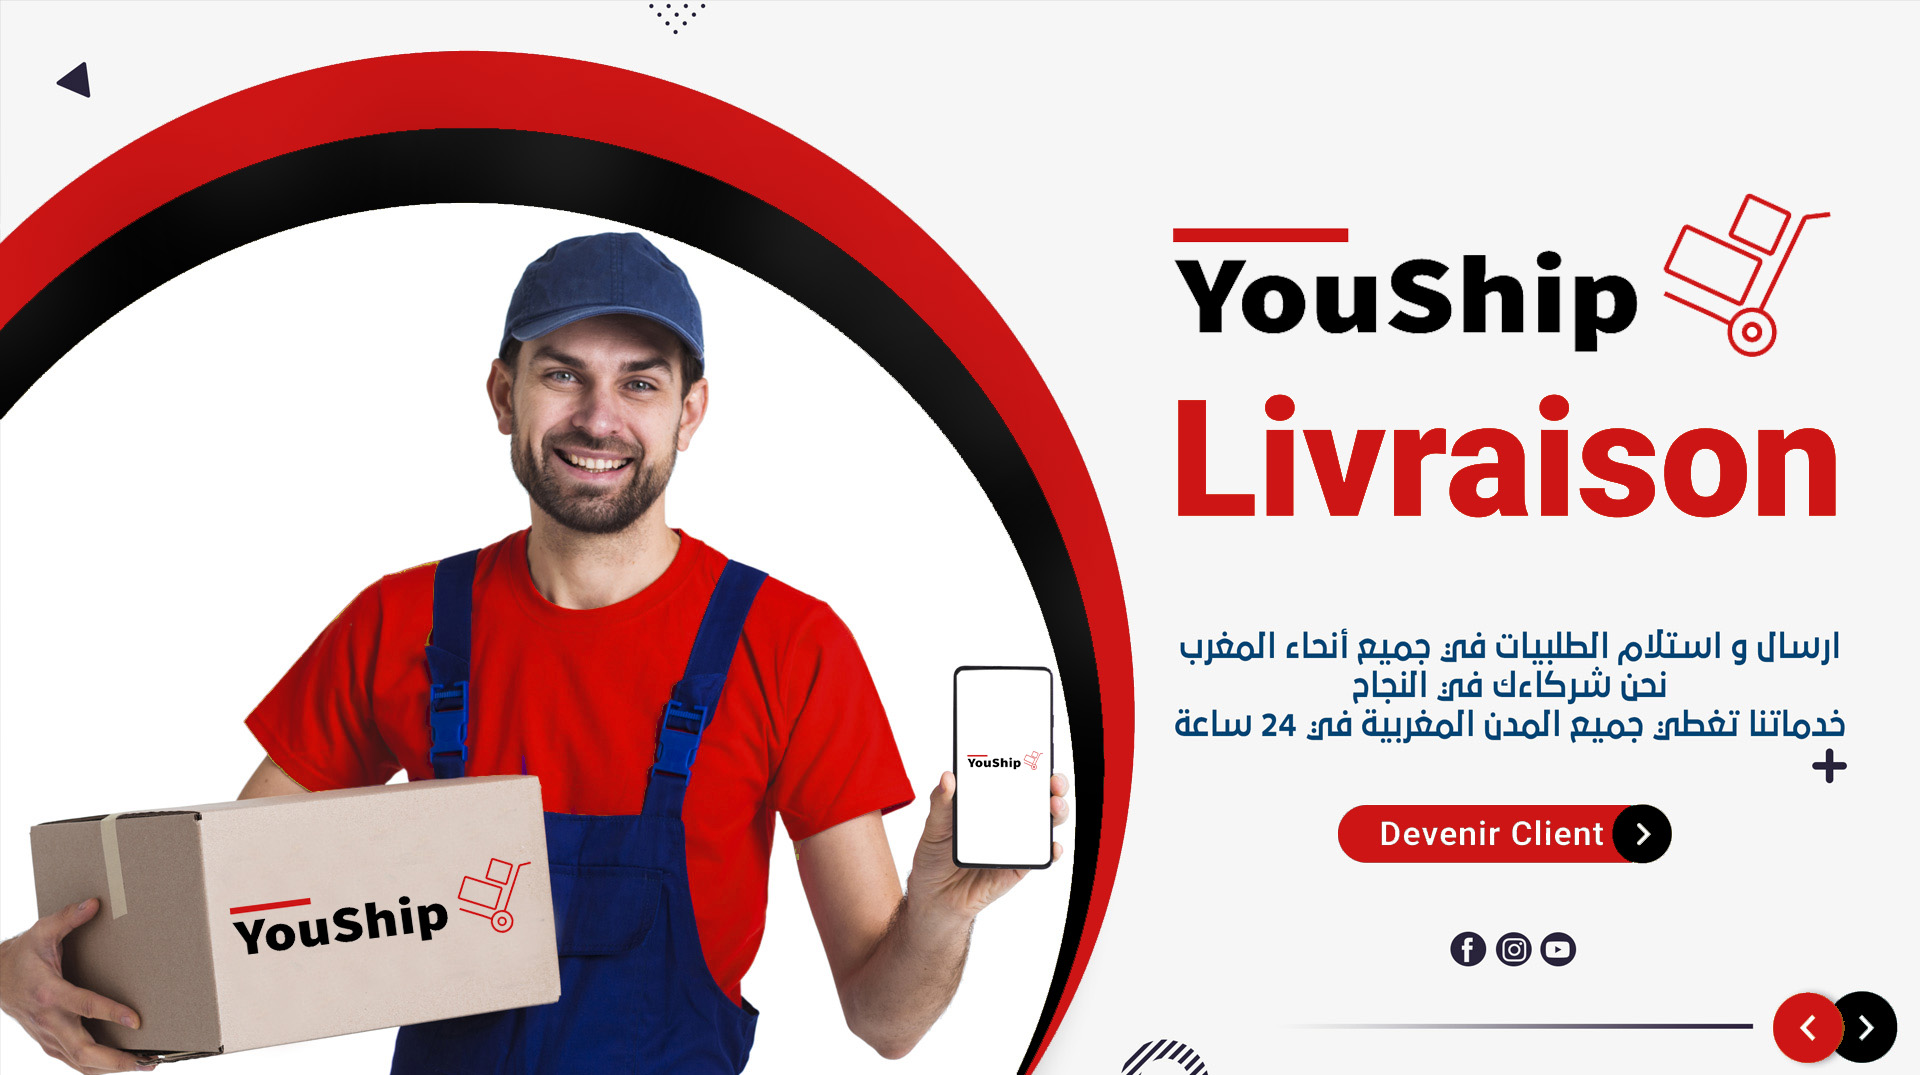 YouShip
Livraison
ارسال و استلام الطلبيات في جميع أنحاء المغرب
نحن شركاءك في النجاح
خدماتنا تغطي جميع المدن المغربية في 24 ساعة
Devenir Client
YouShip
YouShip